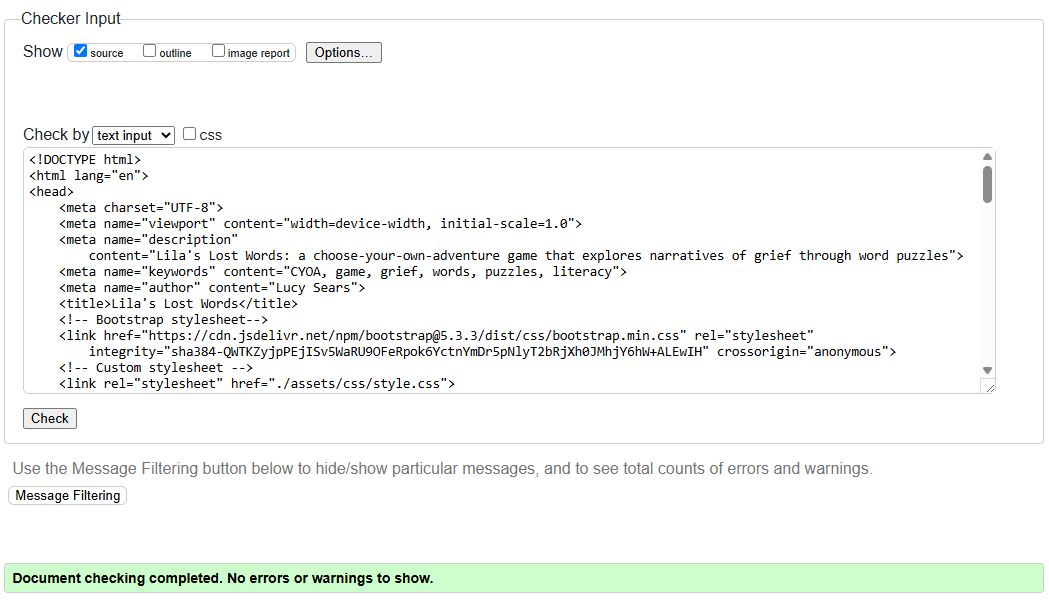 Checker Input
Show source outline image report Options...
Check by text input css
<!DOCTYPE html>
<html lang="en">
<head>
    <meta charset="UTF-8">
    <meta name="viewport" content="width=device-width, initial-scale=1.0">
    <meta name="description"
        content="Lila's Lost Words: a choose-your-own-adventure game that explores narratives of grief through word puzzles">
    <meta name="keywords" content="CYOA, game, grief, words, puzzles, literacy">
    <meta name="author" content="Lucy Sears">
    <title>Lila's Lost Words</title>
    <!-- Bootstrap stylesheet-->
    <link href="https://cdn.jsdelivr.net/npm/bootstrap@5.3.3/dist/css/bootstrap.min.css" rel="stylesheet"
        integrity="sha384-QWTKZyjpPEjISv5WaRU9OFeRpok6YctnYmDr5pNlyT2bRjXh0JMhjY6hW+ALEwIH" crossorigin="anonymous">
    <!-- Custom stylesheet -->
    <link rel="stylesheet" href="./assets/css/style.css">
Check
Use the Message Filtering button below to hide/show particular messages, and to see total counts of errors and warnings.
Message Filtering
Document checking completed. No errors or warnings to show.